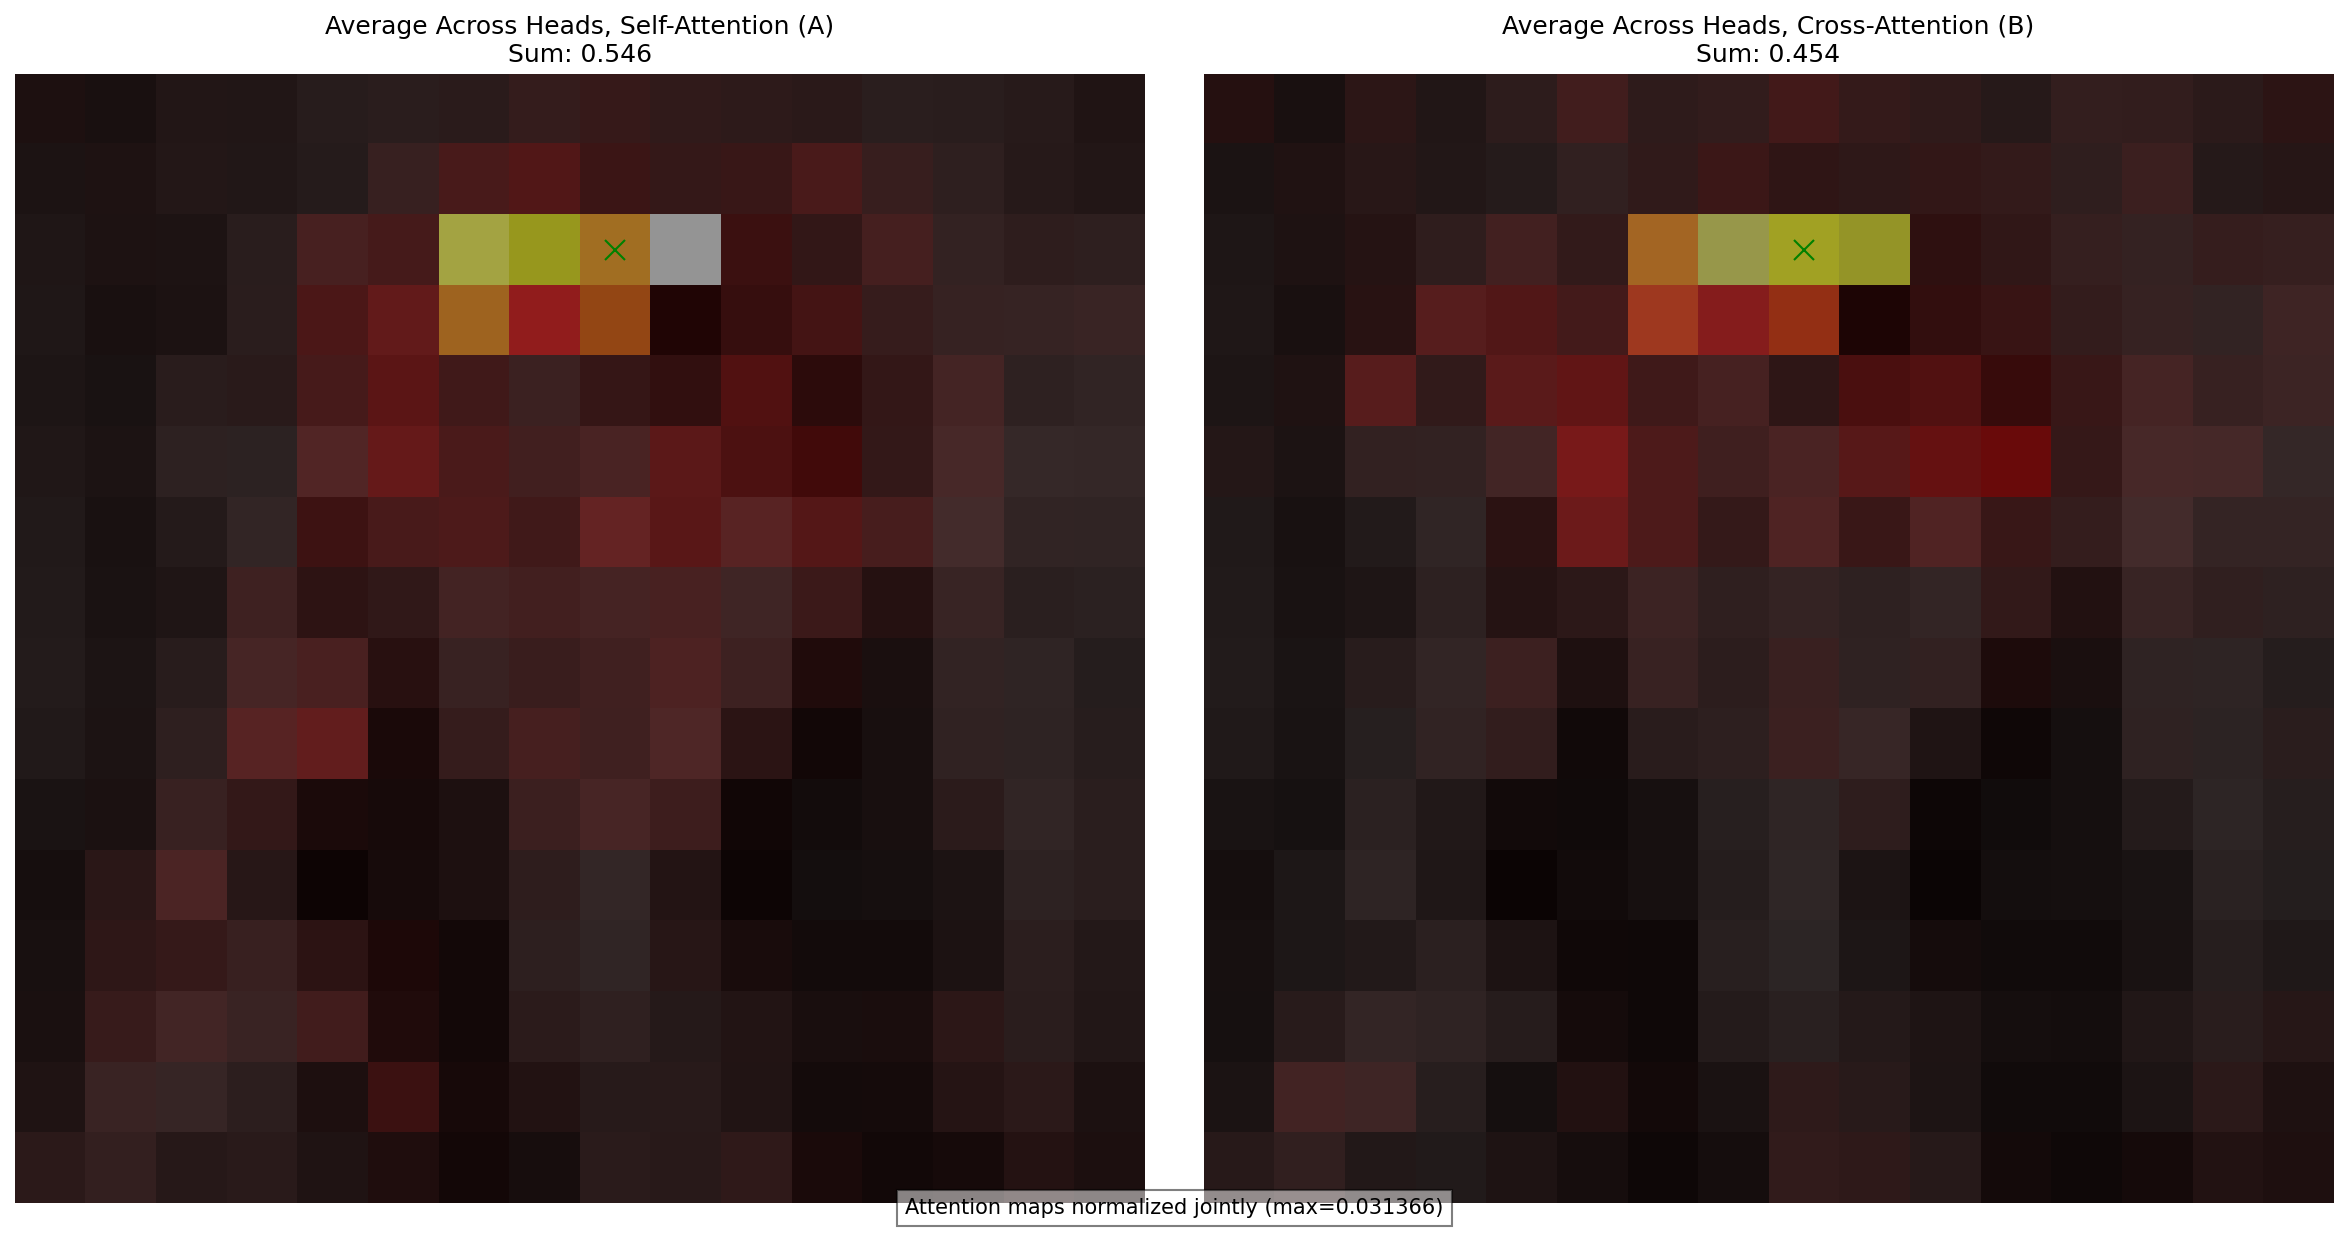 Average Across Heads, Self-Attention (A)
Sum: 0.546
Average Across Heads, Cross-Attention (B)
Sum: 0.454
Attention maps normalized jointly (max=0.031366)